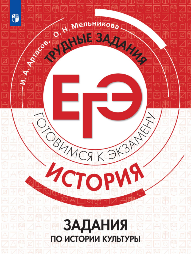 И. А. Артасов, О. Н. Мельникова
ТРУДНЫЕ ЗАДАНИЯ
ЕГЭ
ГОТОВИМСЯ К ЭКЗАМЕНУ
ИСТОРИЯ
ЗАДАНИЯ
ПО ИСТОРИИ КУЛЬТУРЫ